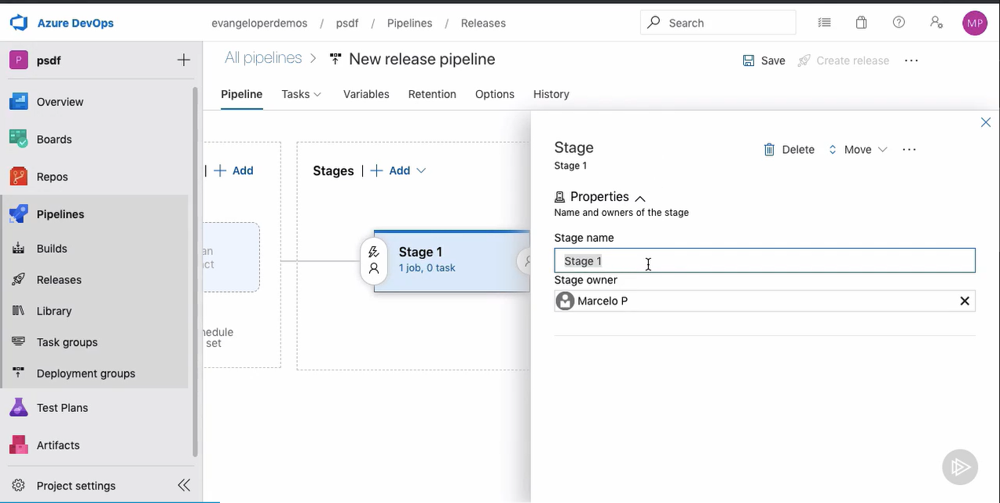 Azure DevOps
evangeloperdemos / psdf / Pipelines / Releases
Search
MP
P psdf
All pipelines > New release pipeline
Save
Create release
Overview
Boards
Repos
Pipelines
Builds
Releases
Library
Task groups
Deployment groups
Test Plans
Artifacts
Project settings
Pipeline Tasks Variables Retention Options History
| + Add
Stages | + Add
Stage 1
1 job, 0 task
set
Stage
Stage 1
Delete
Move
Properties
Name and owners of the stage
Stage name
Stage 1
Stage owner
Marcelo P